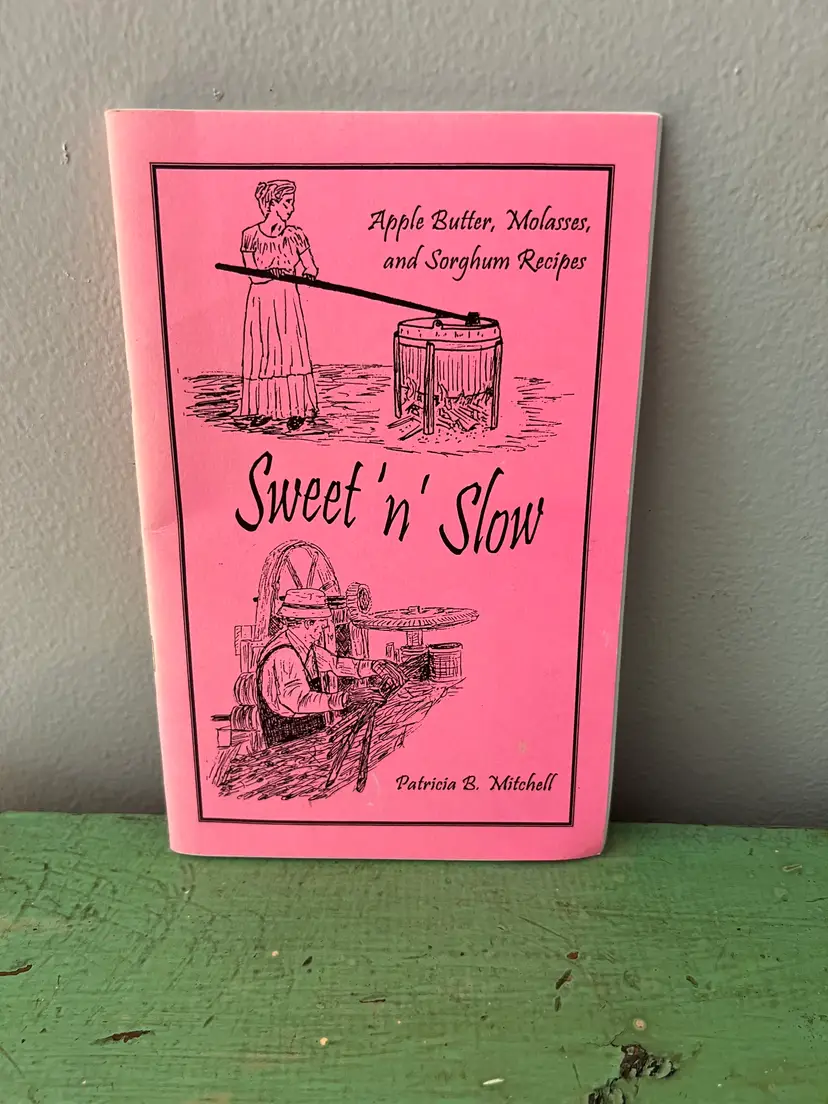 Apple Butter, Molasses,
and Sorghum Recipes
Sweet 'n' Slow
Patricia B. Mitchell